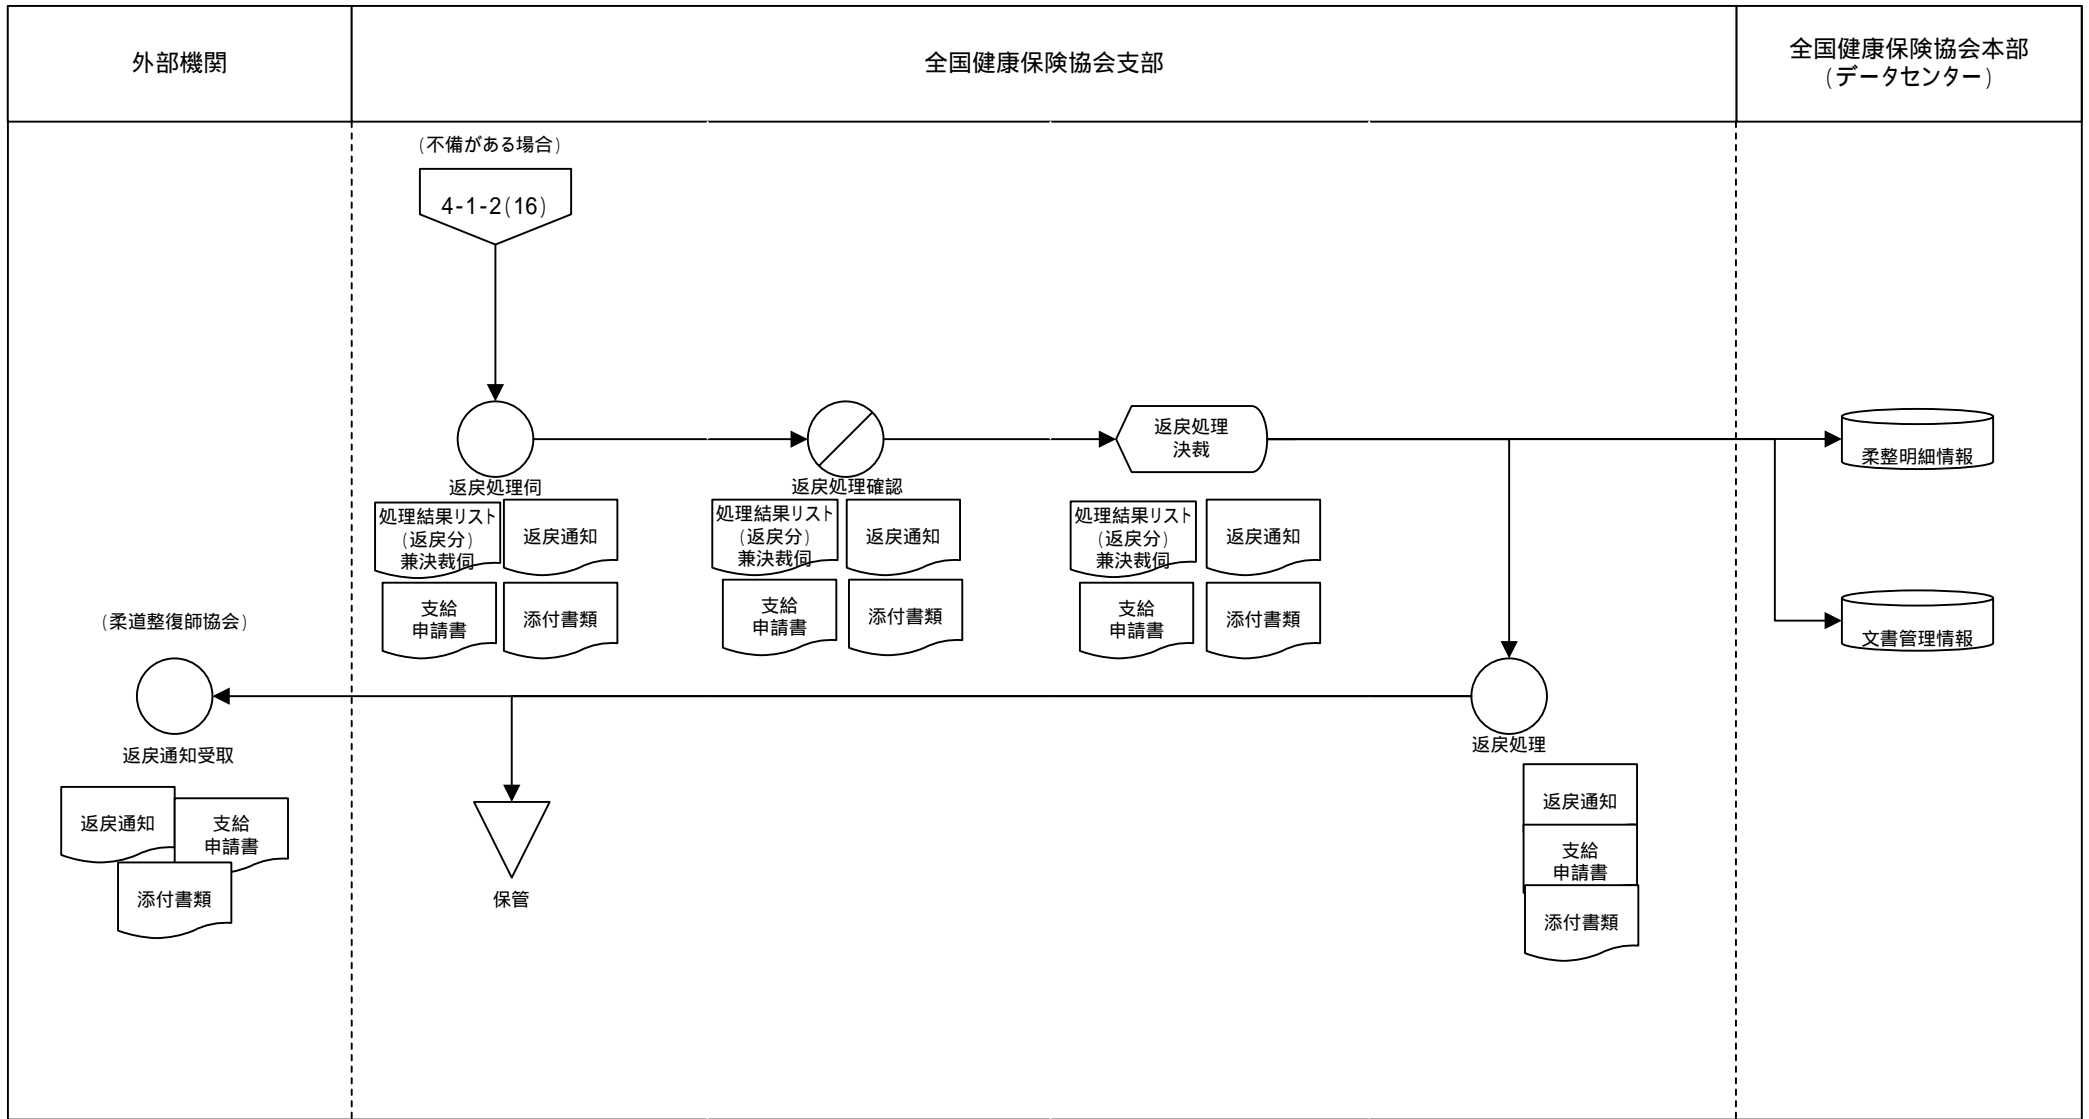 外部機関
全国健康保険協会支部
全国健康保険協会本部
(データセンター)
(不備がある場合)
4-1-2(16)
返戻処理伺
処理結果リスト
(返戻分)
兼決裁伺
返戻通知
支給
申請書
添付書類
返戻処理確認
処理結果リスト
(返戻分)
兼決裁伺
返戻通知
支給
申請書
添付書類
返戻処理
決裁
処理結果リスト
(返戻分)
兼決裁伺
返戻通知
支給
申請書
添付書類
柔整明細情報
文書管理情報
(柔道整復師協会)
返戻通知受取
返戻通知
支給
申請書
添付書類
保管
返戻処理
返戻通知
支給
申請書
添付書類